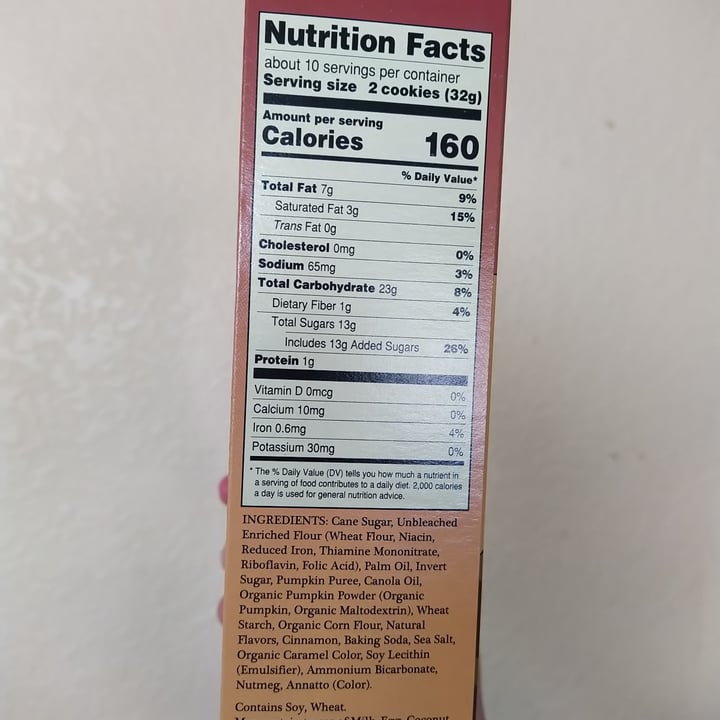 Nutrition Facts
about 10 servings per container
Serving size 2 cookies (32g)
Amount per serving
Calories 160
% Daily Value*
Total Fat 7g 9%
Saturated Fat 3g 15%
Trans Fat 0g
Cholesterol 0mg 0%
Sodium 65mg 3%
Total Carbohydrate 23g 8%
Dietary Fiber 1g 4%
Total Sugars 13g
Includes 13g Added Sugars 26%
Protein 1g
Vitamin D 0mcg 0%
Calcium 10mg 0%
Iron 0.6mg 4%
Potassium 30mg 0%
* The % Daily Value (DV) tells you how much a nutrient in
a serving of food contributes to a daily diet. 2,000 calories
a day is used for general nutrition advice.
INGREDIENTS: Cane Sugar, Unbleached
Enriched Flour (Wheat Flour, Niacin,
Reduced Iron, Thiamine Mononitrate,
Riboflavin, Folic Acid), Palm Oil, Invert
Sugar, Pumpkin Puree, Canola Oil,
Organic Pumpkin Powder (Organic
Pumpkin, Organic Maltodextrin), Wheat
Starch, Organic Corn Flour, Natural
Flavors, Cinnamon, Baking Soda, Sea Salt,
Organic Caramel Color, Soy Lecithin
(Emulsifier), Ammonium Bicarbonate,
Nutmeg, Annatto (Color).
Contains Soy, Wheat.
of Milk, Egg, Coconut